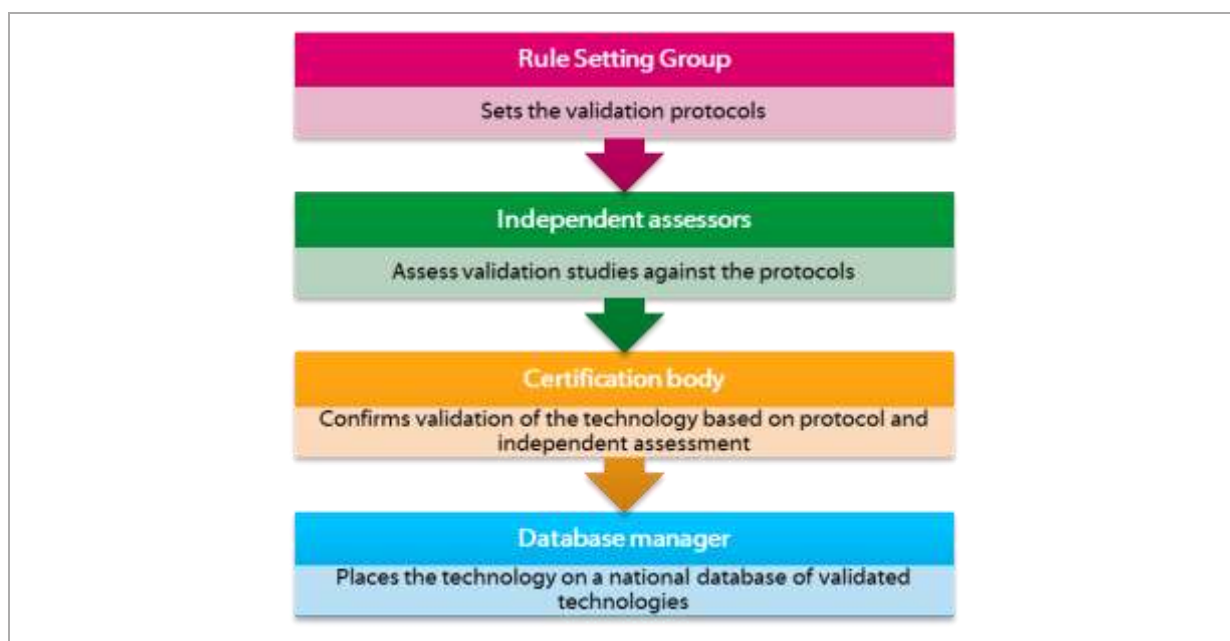 Rule Setting Group
Sets the validation protocols
Independent assessors
Assess validation studies against the protocols
Certification body
Confirms validation of the technology based on protocol and
independent assessment
Database manager
Places the technology on a national database of validated
technologies